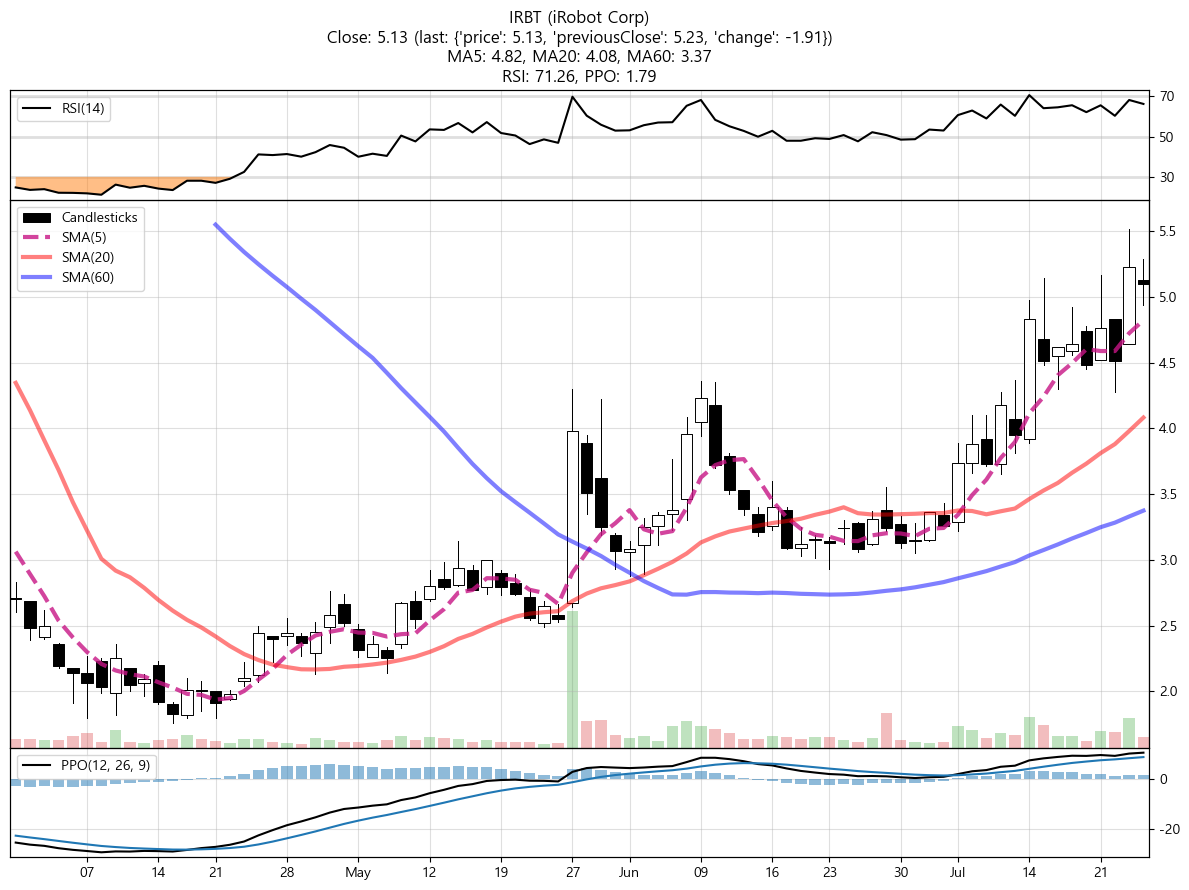 IRBT (iRobot Corp)
Close: 5.13 (last: {'price': 5.13, 'previousClose': 5.23, 'change': -1.91})
MA5: 4.82, MA20: 4.08, MA60: 3.37
RSI: 71.26, PPO: 1.79
RSI(14)
70
50
30
Candlesticks
SMA(5)
SMA(20)
SMA(60)
5.5
5.0
4.5
4.0
3.5
3.0
2.5
2.0
PPO(12, 26, 9)
0
-20
07 14 21 28 May 12 19 27 Jun 09 16 23 30 Jul 14 21